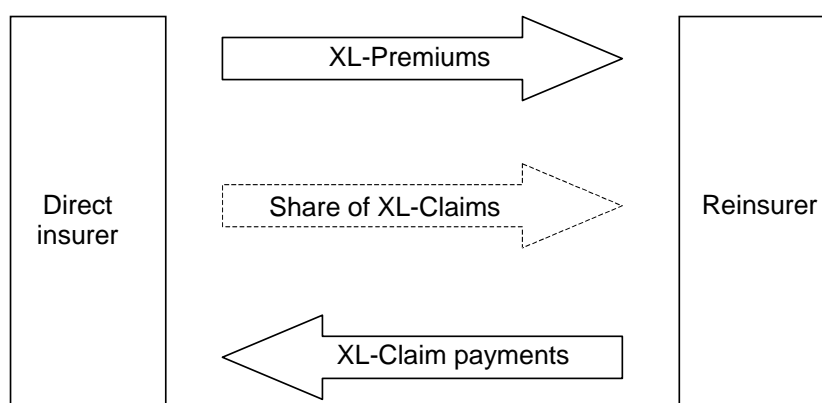 XL-Premiums
Direct
insurer
Share of XL-Claims
Reinsurer
XL-Claim payments